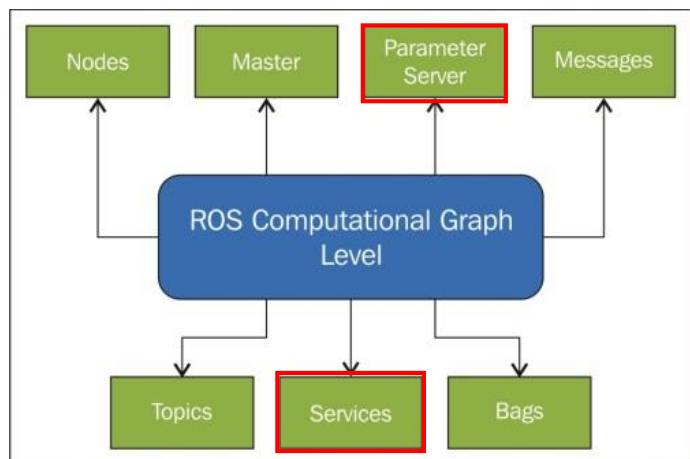 Nodes
Master
Parameter
Server
Messages
ROS Computational Graph
Level
Topics
Services
Bags